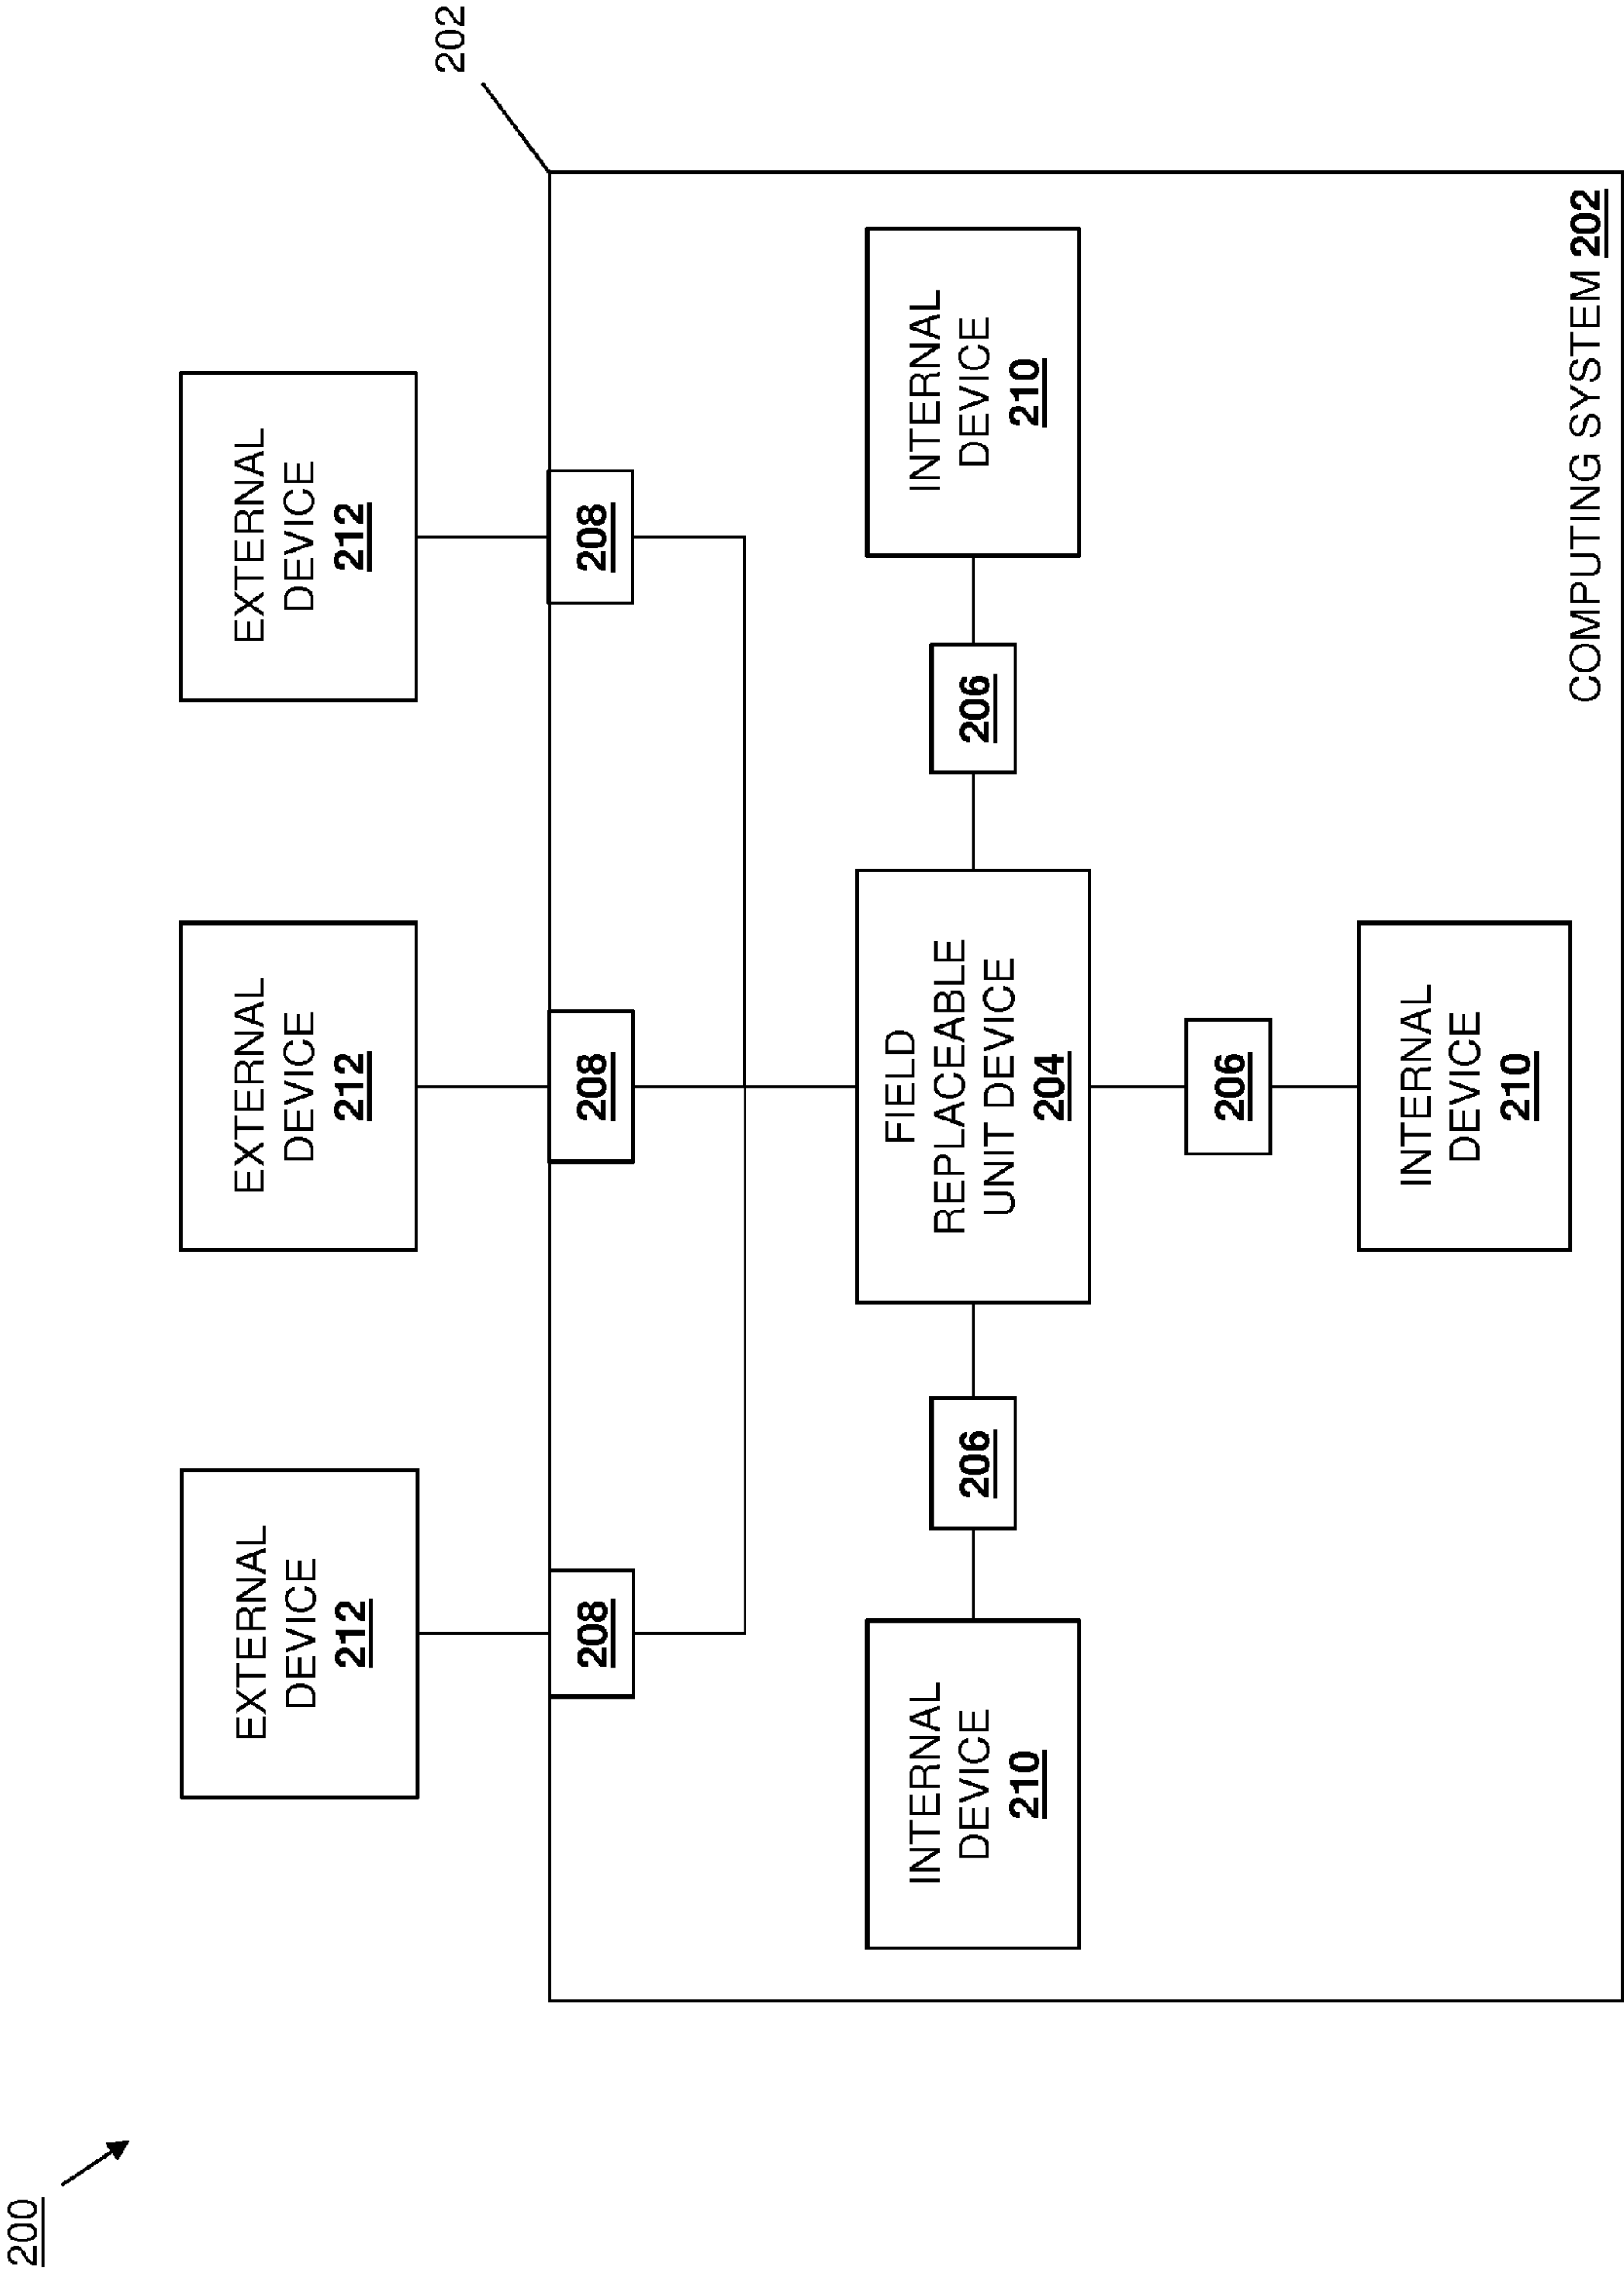 200
EXTERNAL
DEVICE
212
EXTERNAL
DEVICE
212
EXTERNAL
DEVICE
212
202
208
208
208
INTERNAL
DEVICE
210
206
FIELD
REPLACEABLE
UNIT DEVICE
204
206
INTERNAL
DEVICE
210
206
INTERNAL
DEVICE
210
COMPUTING SYSTEM 202